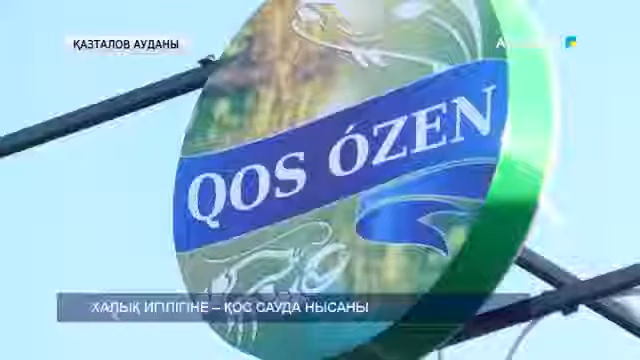 ҚАЗТАЛОВ АУДАНЫ
QOS ÓZEN
ХАЛЫҚ ИГІЛІГІНЕ – ҚОС САУДА НЫСАНЫ